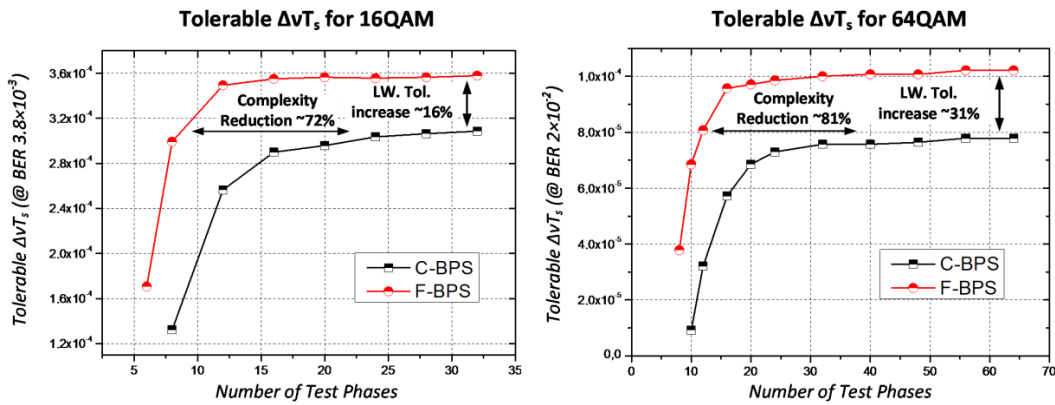 Tolerable ΔνTₛ for 16QAM
Tolerable ΔνTₛ (@ BER 3.8×10⁻³)
3.6x10⁻⁴
3.2x10⁻⁴
2.8x10⁻⁴
2.4x10⁻⁴
2.0x10⁻⁴
1.6x10⁻⁴
1.2x10⁻⁴
Complexity
Reduction ~72%
LW. Tol.
increase ~16%
C-BPS
F-BPS
5 10 15 20 25 30 35
Number of Test Phases
Tolerable ΔνTₛ for 64QAM
Tolerable ΔνTₛ (@ BER 2×10⁻²)
1.0x10⁻⁴
8.0x10⁻⁵
6.0x10⁻⁵
4.0x10⁻⁵
2.0x10⁻⁵
0,0
Complexity
Reduction ~81%
LW. Tol.
increase ~31%
C-BPS
F-BPS
0 10 20 30 40 50 60 70
Number of Test Phases